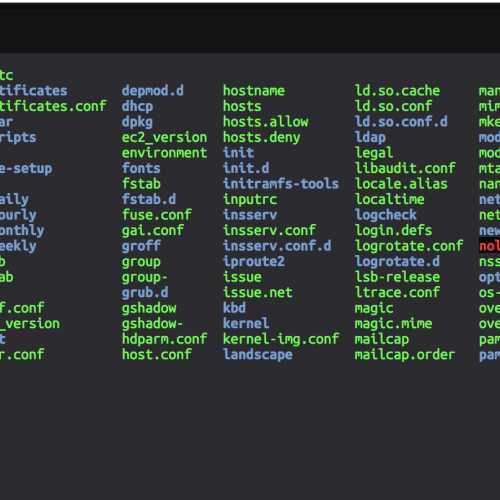 tc
tificates depmod.d hostname ld.so.cache man
tificates.conf dhcp hosts ld.so.conf mim
ar dpkg hosts.allow ld.so.conf.d mke
ripts ec2_version hosts.deny ldap mod
environment init legal mod
e-setup fonts init.d libaudit.conf mta
fstab initramfs-tools locale.alias nan
aily fstab.d inputrc localtime net
ourly fuse.conf insserv logcheck net
onthly gai.conf insserv.conf login.defs new
eekly groff insserv.conf.d logrotate.conf nol
b group iproute2 logrotate.d nss
ab group- issue lsb-release opt
grub.d issue.net ltrace.conf os-
f.conf gshadow kbd magic ove
_version gshadow- kernel magic.mime ove
t hdparm.conf kernel-img.conf mailcap pam
r.conf host.conf landscape mailcap.order pam